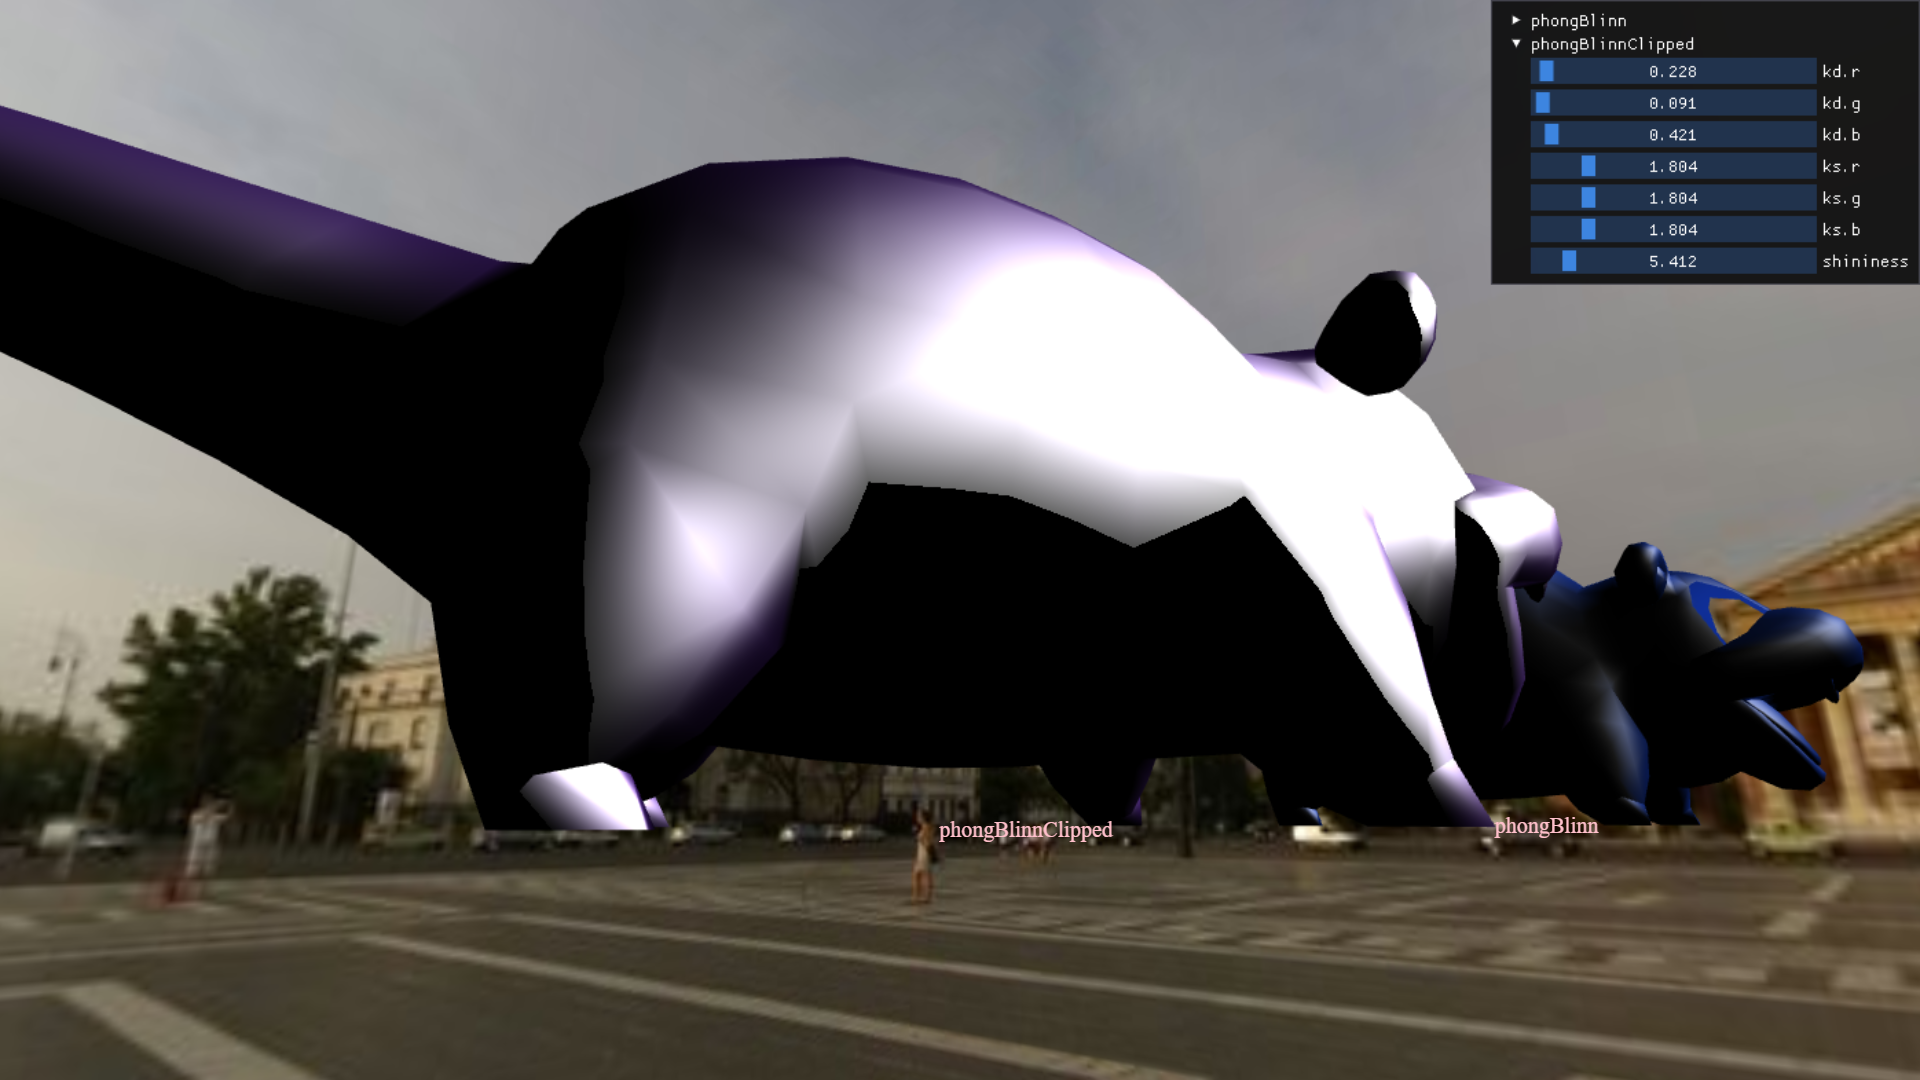 phongBlinn
phongBlinnClipped
0.228 kd.r
0.091 kd.g
0.421 kd.b
1.804 ks.r
1.804 ks.g
1.804 ks.b
5.412 shininess
phongBlinnClipped
phongBlinn